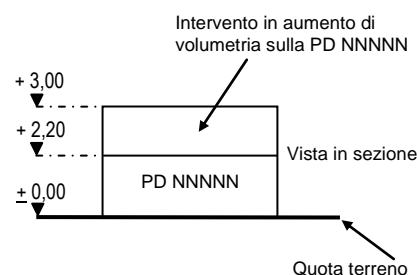 Intervento in aumento di
volumetria sulla PD NNNNN
+ 3,00
+ 2,20
Vista in sezione
PD NNNNN
± 0,00
Quota terreno